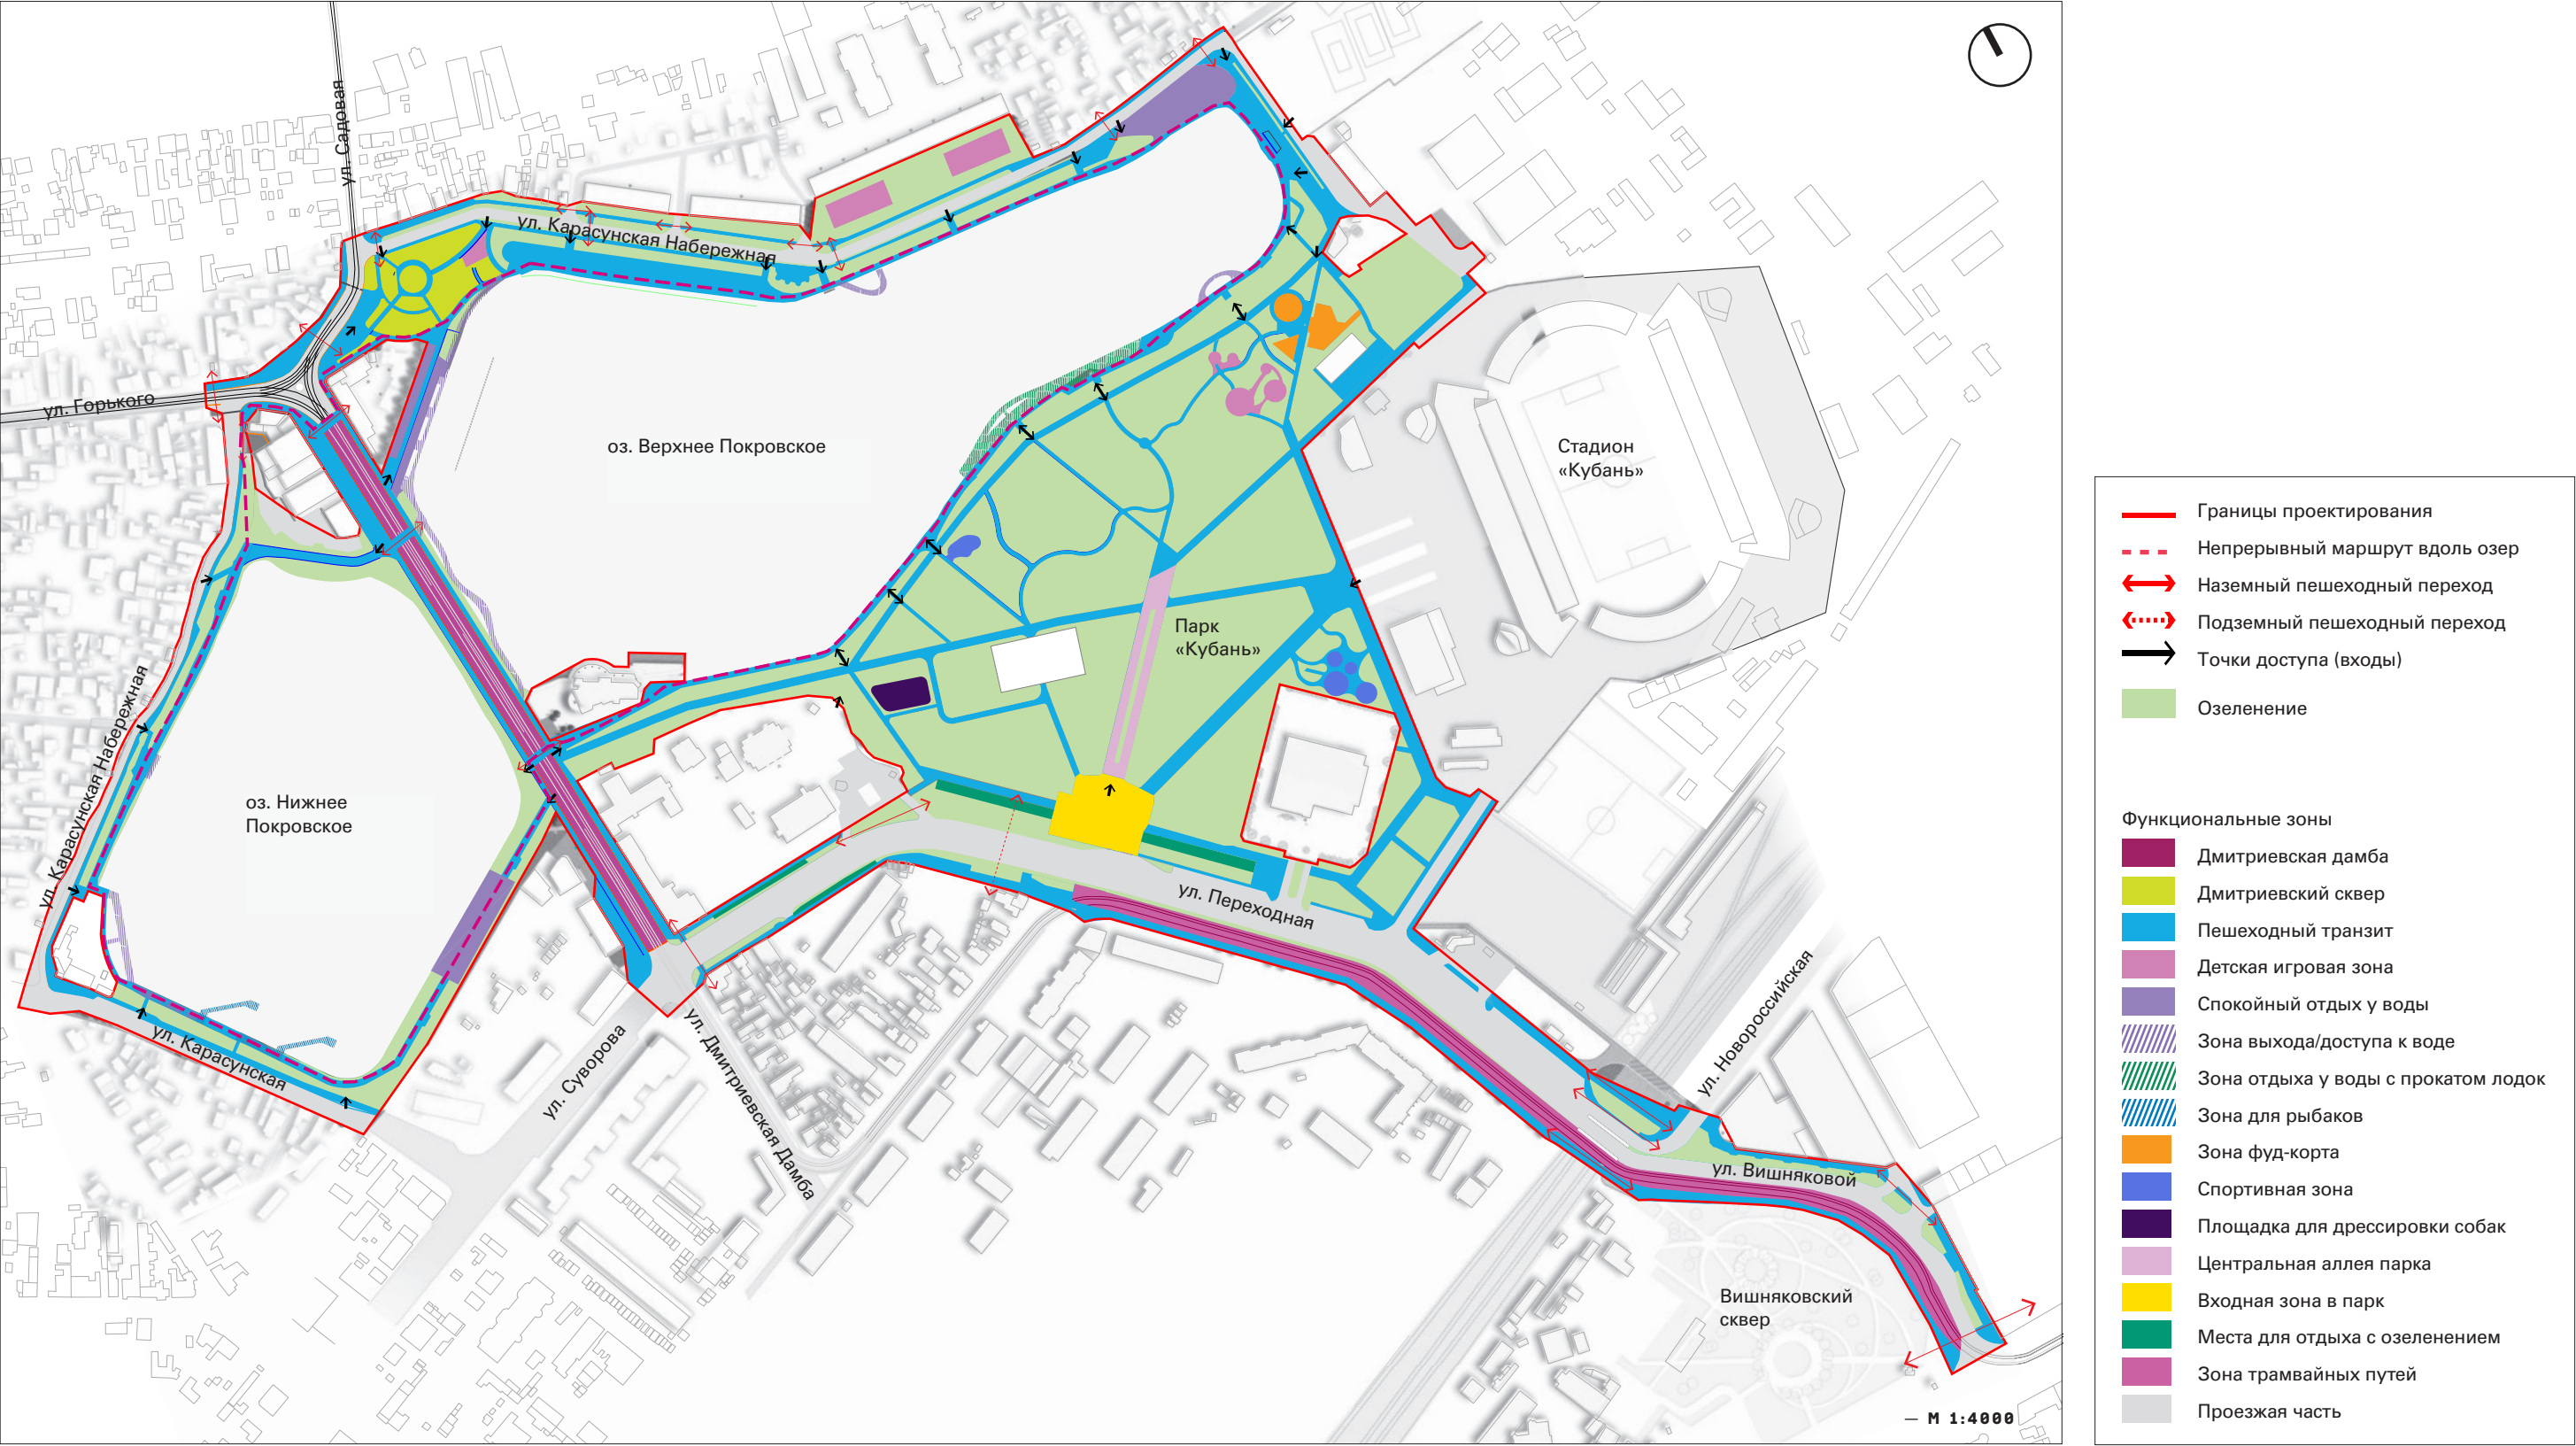 ул. Садовая
ул. Карасунская Набережная
ул. Горького
оз. Верхнее Покровское
Стадион
«Кубань»
Парк
«Кубань»
ул. Карасунская Набережная
оз. Нижнее
Покровское
ул. Переходная
ул. Карасунская
ул. Суворова
ул. Дмитриевская Дамба
ул. Новороссийская
ул. Вишняковой
Вишняковский
сквер
— М 1:4000
Границы проектирования
Непрерывный маршрут вдоль озер
Наземный пешеходный переход
Подземный пешеходный переход
Точки доступа (входы)
Озеленение
Функциональные зоны
Дмитриевская дамба
Дмитриевский сквер
Пешеходный транзит
Детская игровая зона
Спокойный отдых у воды
Зона выхода/доступа к воде
Зона отдыха у воды с прокатом лодок
Зона для рыбаков
Зона фуд-корта
Спортивная зона
Площадка для дрессировки собак
Центральная аллея парка
Входная зона в парк
Места для отдыха с озеленением
Зона трамвайных путей
Проезжая часть